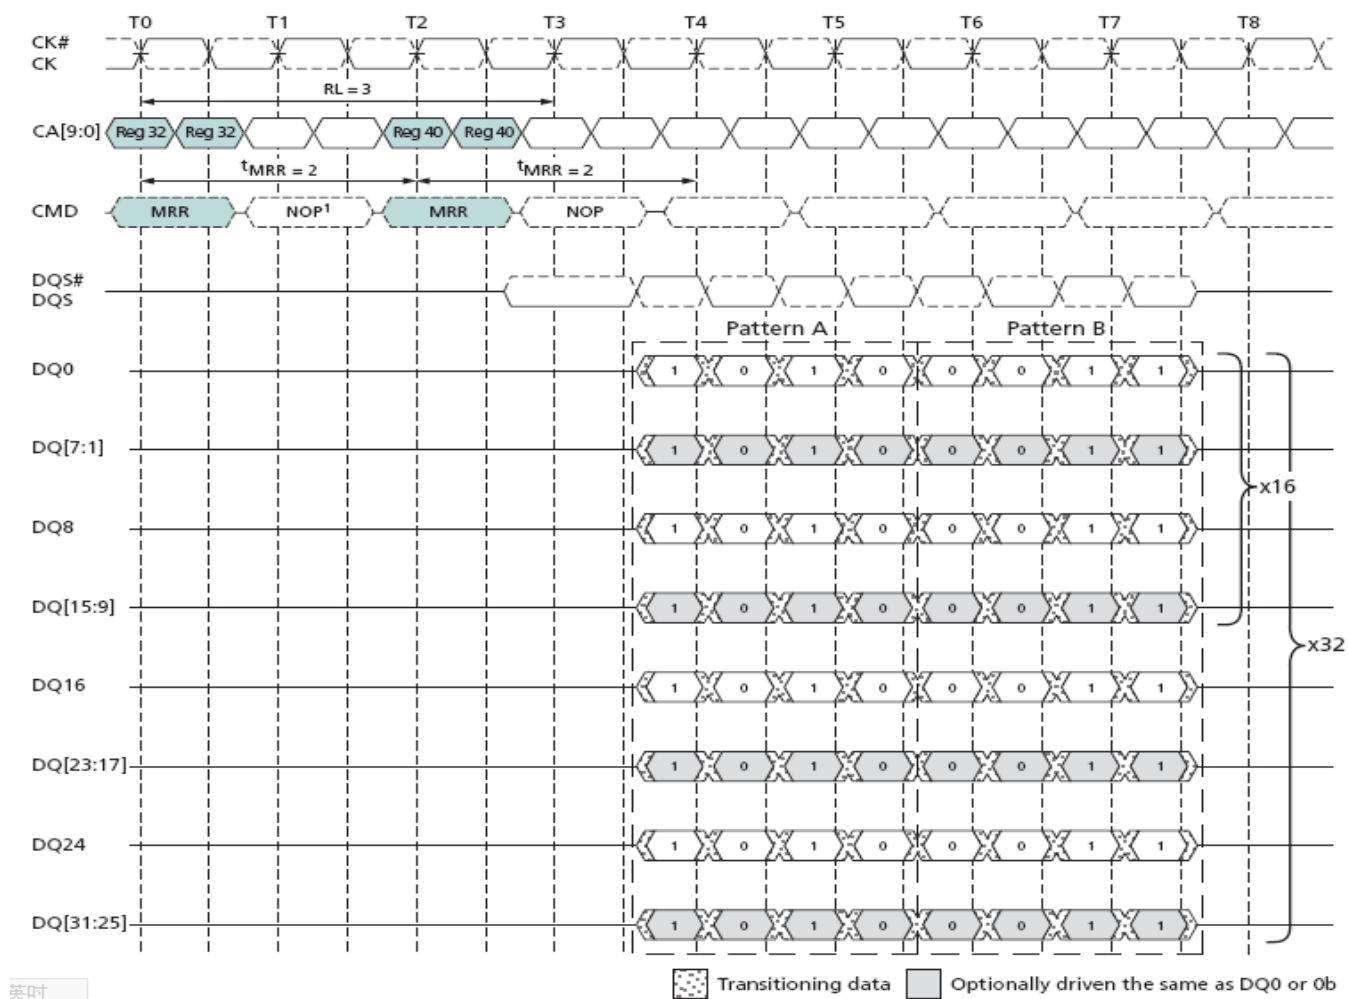 T0 T1 T2 T3 T4 T5 T6 T7 T8
CK#
CK
RL = 3
CA[9:0] Reg 32 Reg 32 Reg 40 Reg 40
tMRR = 2 tMRR = 2
CMD MRR NOP1 MRR NOP
DQS#
DQS
Pattern A Pattern B
DQ0 1 0 1 0 0 0 1 1
DQ[7:1] 1 0 1 0 0 0 1 1
x16
DQ8 1 0 1 0 0 0 1 1
DQ[15:9] 1 0 1 0 0 0 1 1
x32
DQ16 1 0 1 0 0 0 1 1
DQ[23:17] 1 0 1 0 0 0 1 1
DQ24 1 0 1 0 0 0 1 1
DQ[31:25] 1 0 1 0 0 0 1 1
Transitioning data Optionally driven the same as DQ0 or 0b
英吋